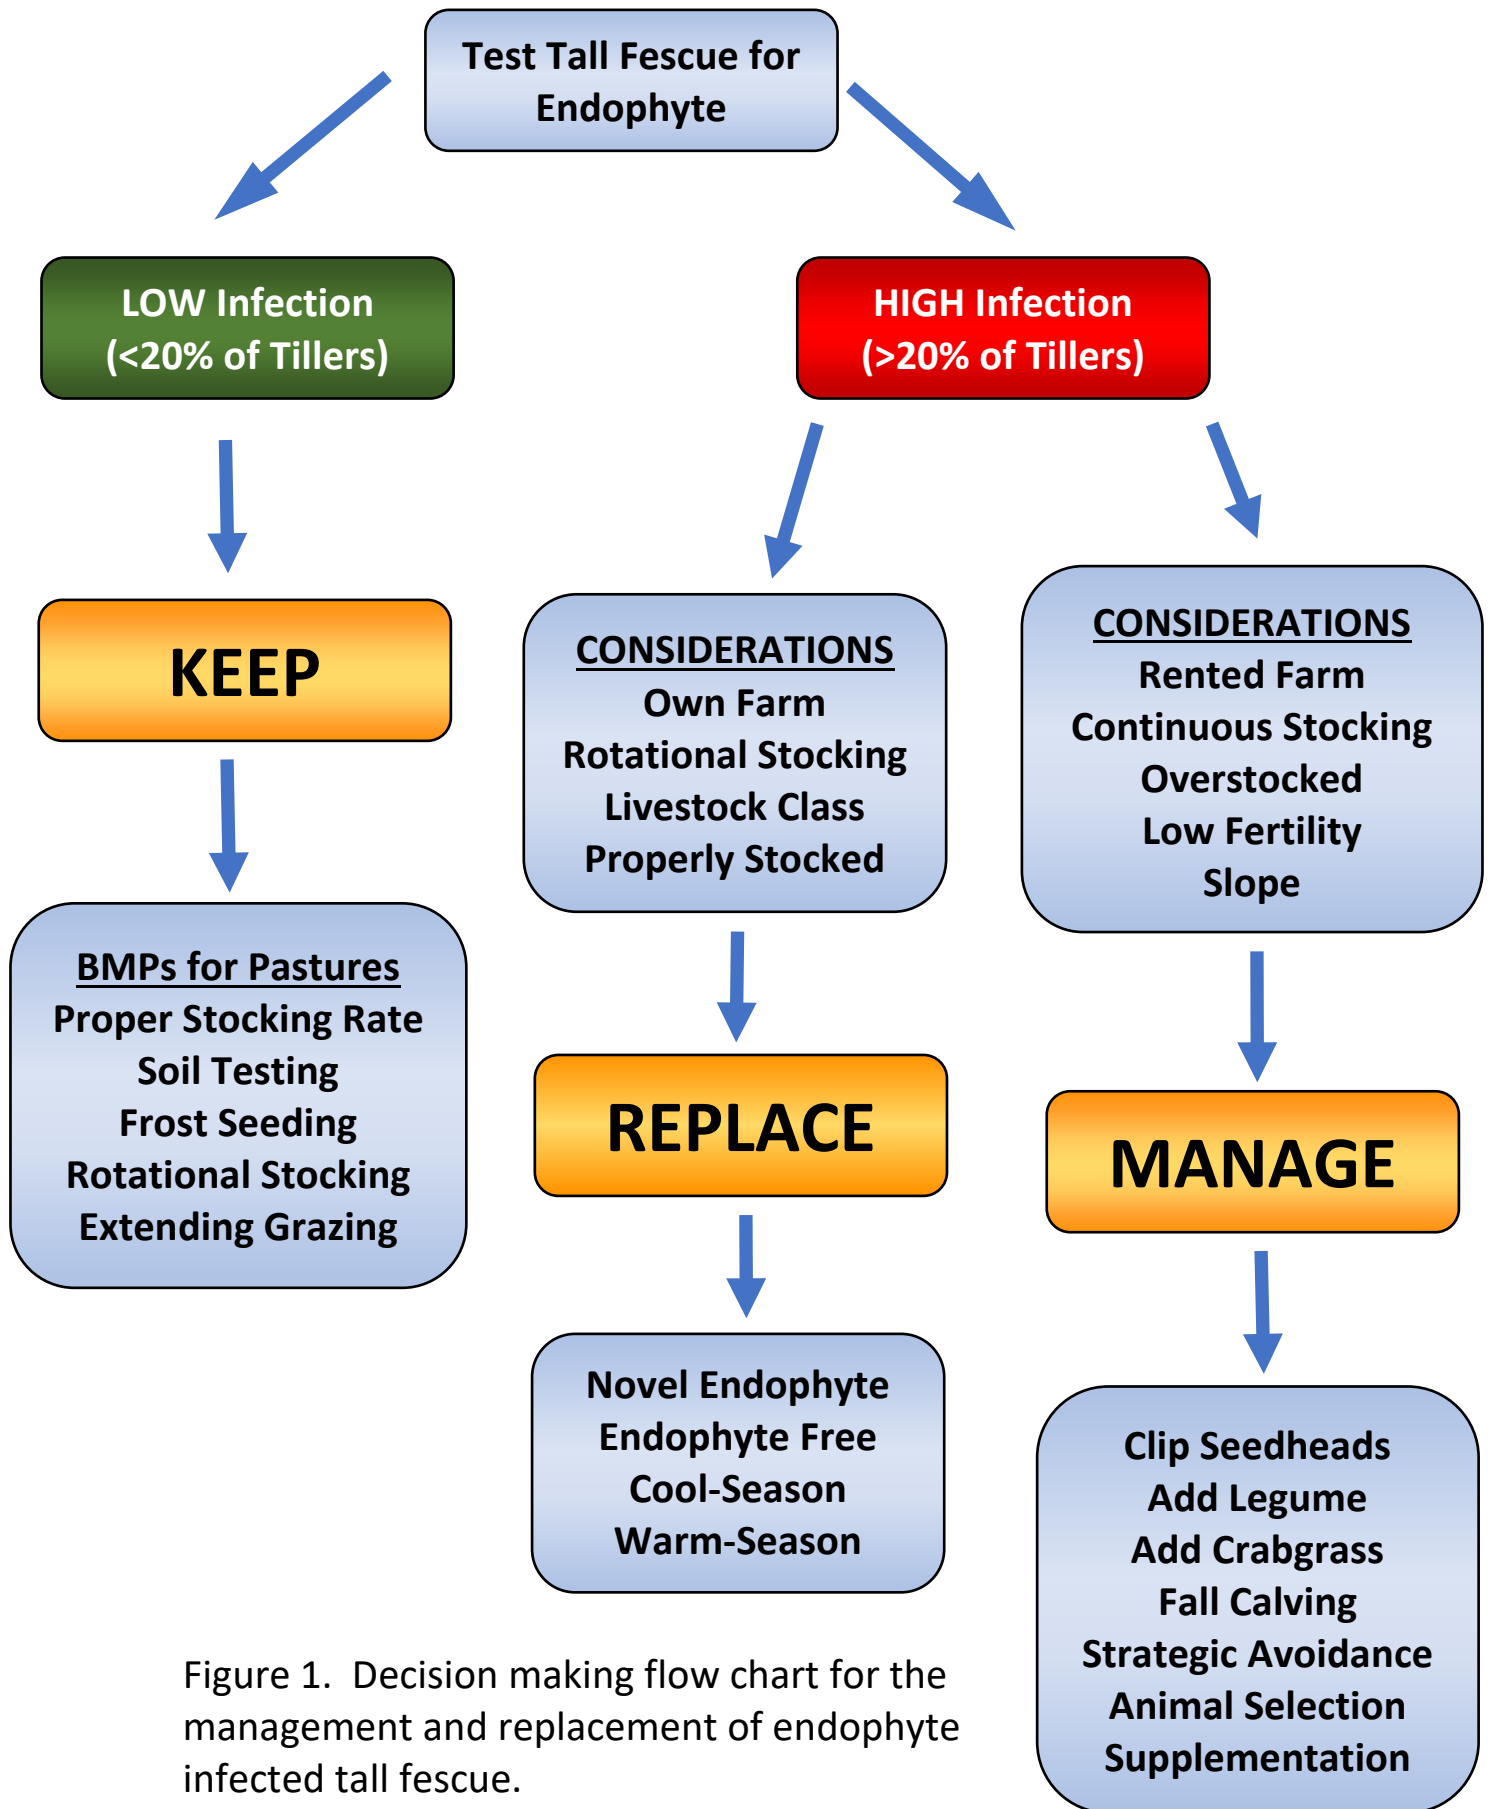 Test Tall Fescue for
Endophyte
LOW Infection
(<20% of Tillers)
HIGH Infection
(>20% of Tillers)
KEEP
BMPs for Pastures
Proper Stocking Rate
Soil Testing
Frost Seeding
Rotational Stocking
Extending Grazing
CONSIDERATIONS
Own Farm
Rotational Stocking
Livestock Class
Properly Stocked
REPLACE
Novel Endophyte
Endophyte Free
Cool-Season
Warm-Season
CONSIDERATIONS
Rented Farm
Continuous Stocking
Overstocked
Low Fertility
Slope
MANAGE
Clip Seedheads
Add Legume
Add Crabgrass
Fall Calving
Strategic Avoidance
Animal Selection
Supplementation
Figure 1.  Decision making flow chart for the
management and replacement of endophyte
infected tall fescue.